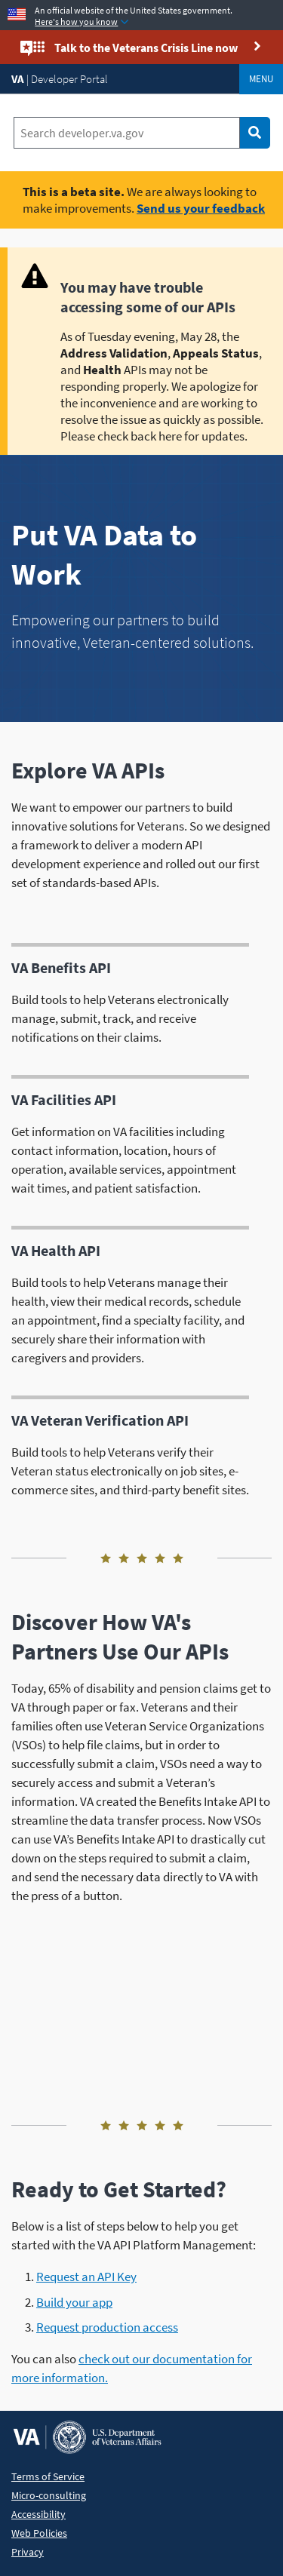 An official website of the United States government.
Here's how you know
Talk to the Veterans Crisis Line now
VA | Developer Portal
MENU
Search developer.va.gov
This is a beta site. We are always looking to
make improvements. Send us your feedback
You may have trouble
accessing some of our APIs
As of Tuesday evening, May 28, the
Address Validation, Appeals Status,
and Health APIs may not be
responding properly. We apologize for
the inconvenience and are working to
resolve the issue as quickly as possible.
Please check back here for updates.
Put VA Data to
Work
Empowering our partners to build
innovative, Veteran-centered solutions.
Explore VA APIs
We want to empower our partners to build
innovative solutions for Veterans. So we designed
a framework to deliver a modern API
development experience and rolled out our first
set of standards-based APIs.
VA Benefits API
Build tools to help Veterans electronically
manage, submit, track, and receive
notifications on their claims.
VA Facilities API
Get information on VA facilities including
contact information, location, hours of
operation, available services, appointment
wait times, and patient satisfaction.
VA Health API
Build tools to help Veterans manage their
health, view their medical records, schedule
an appointment, find a specialty facility, and
securely share their information with
caregivers and providers.
VA Veteran Verification API
Build tools to help Veterans verify their
Veteran status electronically on job sites, e-
commerce sites, and third-party benefit sites.
Discover How VA's
Partners Use Our APIs
Today, 65% of disability and pension claims get to
VA through paper or fax. Veterans and their
families often use Veteran Service Organizations
(VSOs) to help file claims, but in order to
successfully submit a claim, VSOs need a way to
securely access and submit a Veteran's
information. VA created the Benefits Intake API to
streamline the data transfer process. Now VSOs
can use VA's Benefits Intake API to drastically cut
down on the steps required to submit a claim,
and send the necessary data directly to VA with
the press of a button.
Ready to Get Started?
Below is a list of steps below to help you get
started with the VA API Platform Management:
1. Request an API Key
2. Build your app
3. Request production access
You can also check out our documentation for
more information.
VA
U.S. Department
of Veterans Affairs
Terms of Service
Micro-consulting
Accessibility
Web Policies
Privacy